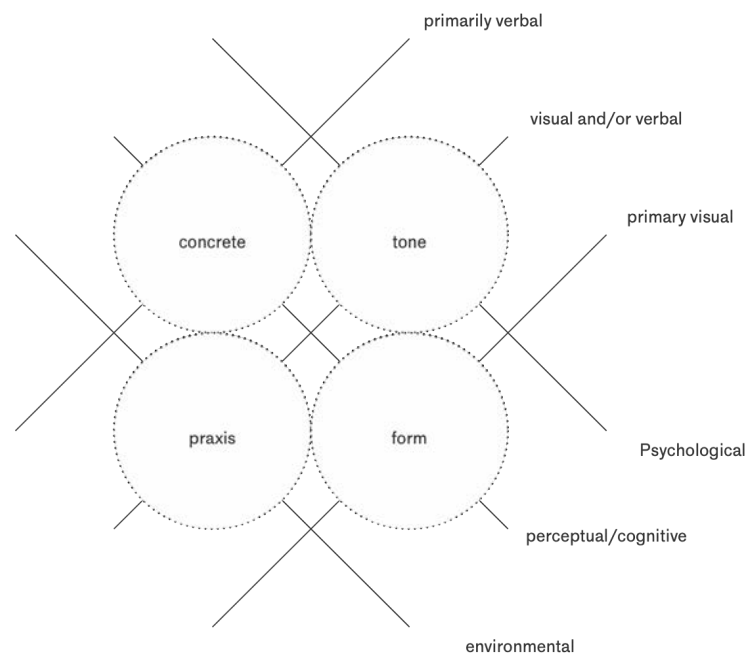 primarily verbal
visual and/or verbal
primary visual
concrete
tone
praxis
form
Psychological
perceptual/cognitive
environmental